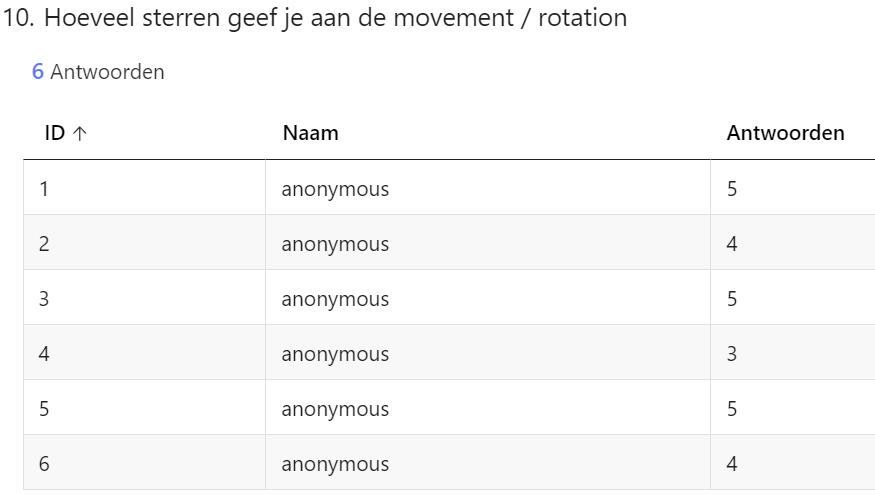 10. Hoeveel sterren geef je aan de movement / rotation
6 Antwoorden
ID ↑ Naam Antwoorden
1 anonymous 5
2 anonymous 4
3 anonymous 5
4 anonymous 3
5 anonymous 5
6 anonymous 4